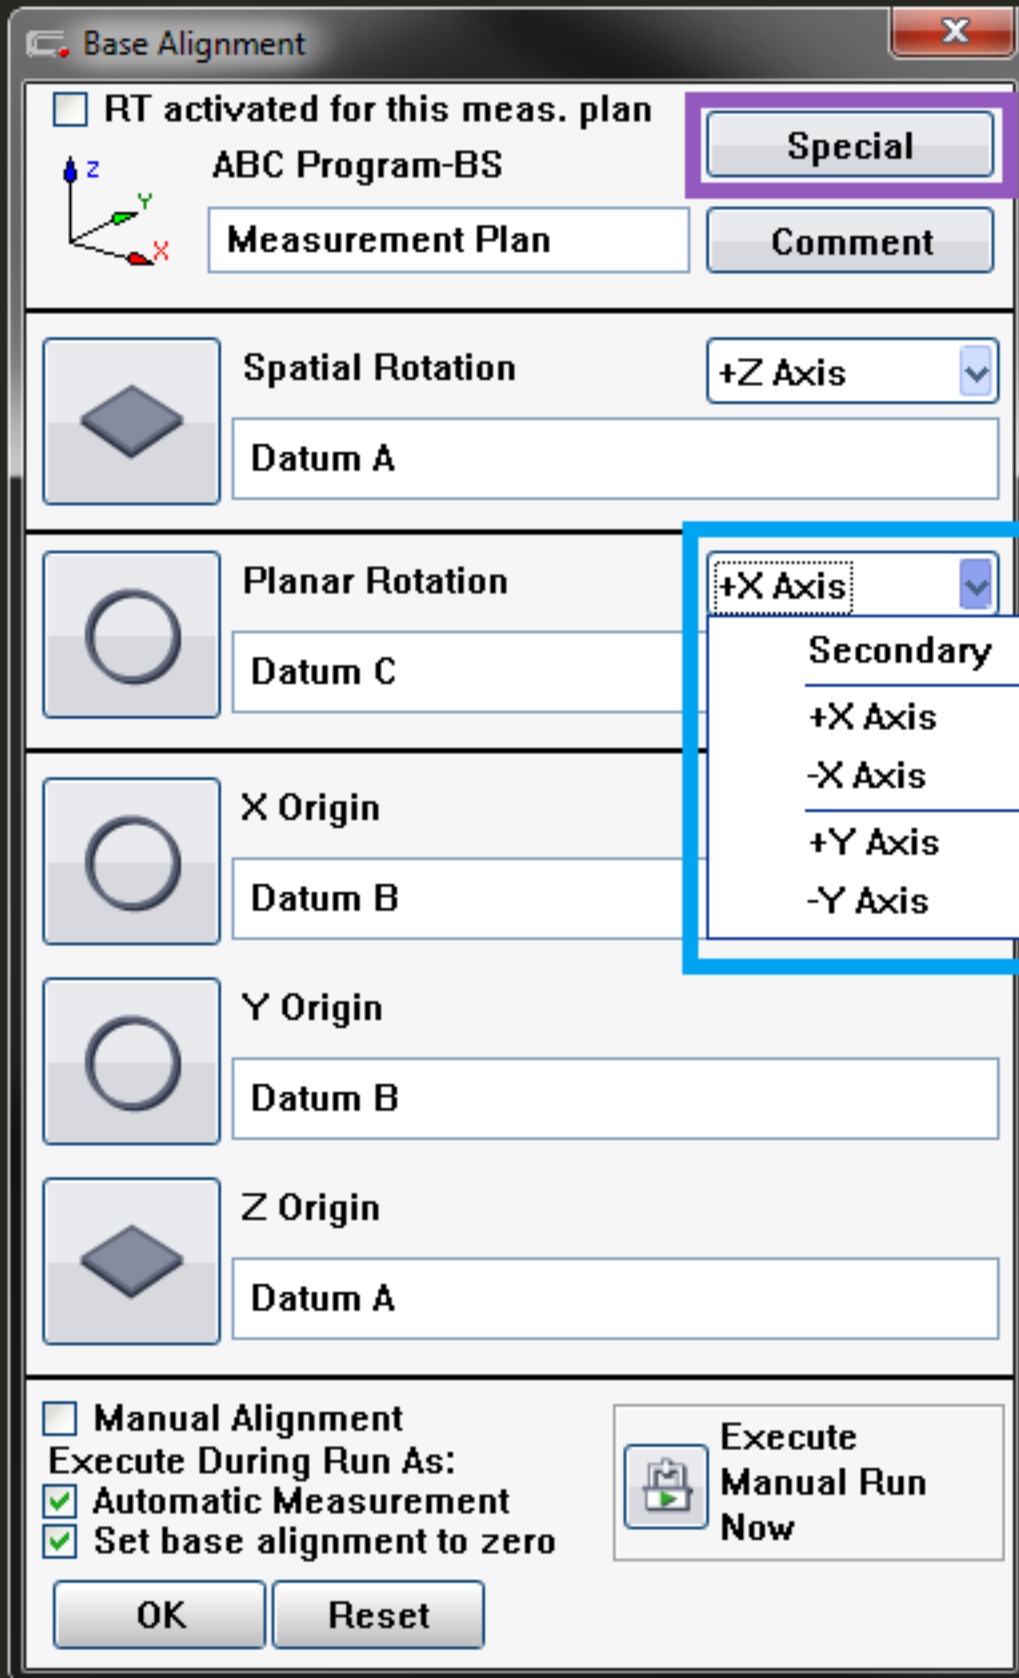 Base Alignment
RT activated for this meas. plan
Special
ABC Program-BS
Z
Y
X
Measurement Plan
Comment
Spatial Rotation
+Z Axis
Datum A
Planar Rotation
+X Axis
Datum C
Secondary
+X Axis
-X Axis
+Y Axis
-Y Axis
X Origin
Datum B
Y Origin
Datum B
Z Origin
Datum A
Manual Alignment
Execute During Run As:
Automatic Measurement
Set base alignment to zero
Execute
Manual Run
Now
OK
Reset